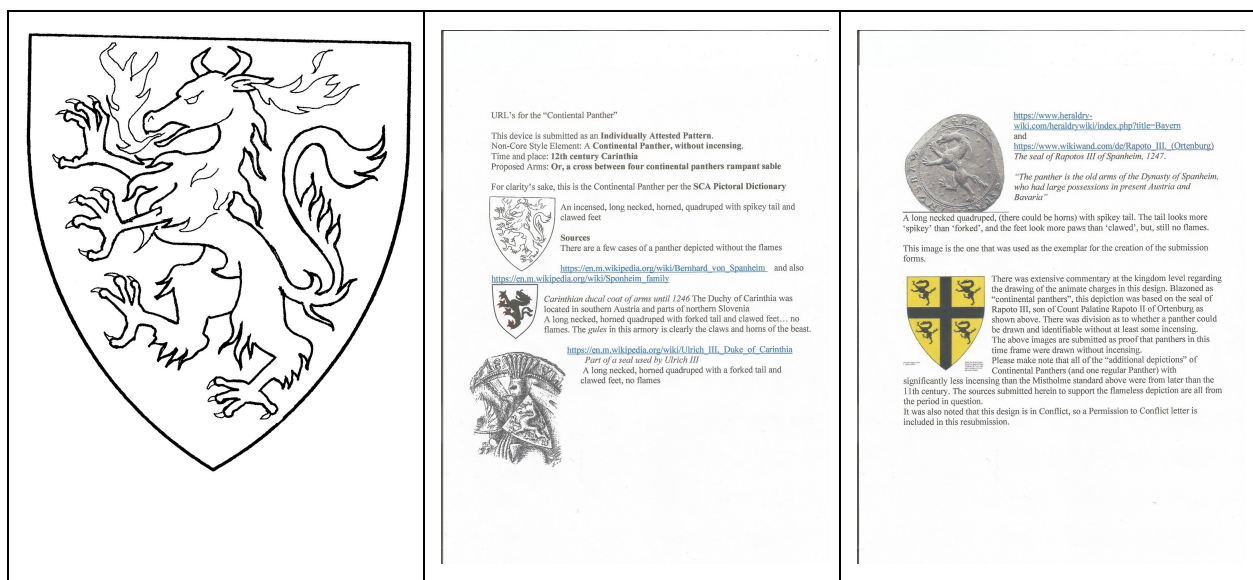 URL's for the "Contiental Panther"
This device is submitted as an Individually Attested Pattern.
Non-Core Style Element: A Continental Panther, without incensing.
Time and place: 12th century Carinthia
Proposed Arms: Or, a cross between four continental panthers rampant sable
For clarity's sake, this is the Continental Panther per the SCA Pictoral Dictionary
An incensed, long necked, horned, quadruped with spikey tail and
clawed feet
Sources
There are a few cases of a panther depicted without the flames
https://en.m.wikipedia.org/wiki/Bernhard_von_Spanheim and also
https://en.m.wikipedia.org/wiki/Sponheim_family
Carinthian ducal coat of arms until 1246 The Duchy of Carinthia was
located in southern Austria and parts of northern Slovenia
A long necked, horned quadruped with forked tail and clawed feet… no
flames. The gules in this armory is clearly the claws and horns of the beast.
https://en.m.wikipedia.org/wiki/Ulrich_III,_Duke_of_Carinthia
Part of a seal used by Ulrich III
A long necked, horned quadruped with a forked tail and
clawed feet, no flames
https://www.heraldry-
wiki.com/heraldrywiki/index.php?title=Bayern
and
https://www.wikiwand.com/de/Rapoto_III,_(Ortenburg)
The seal of Rapotos III of Spanheim, 1247.
"The panther is the old arms of the Dynasty of Spanheim,
who had large possessions in present Austria and
Bavaria"
A long necked quadruped, (there could be horns) with spikey tail. The tail looks more
'spikey' than 'forked', and the feet look more paws than 'clawed', but, still no flames.
This image is the one that was used as the exemplar for the creation of the submission
forms.
There was extensive commentary at the kingdom level regarding
the drawing of the animate charges in this design. Blazoned as
"continental panthers", this depiction was based on the seal of
Rapoto III, son of Count Palatine Rapoto II of Ortenburg as
shown above. There was division as to whether a panther could
be drawn and identifiable without at least some incensing.
The above images are submitted as proof that panthers in this
time frame were drawn without incensing.
Please make note that all of the "additional depictions" of
Continental Panthers (and one regular Panther) with
significantly less incensing than the Mistholme standard above were from later than the
11th century. The sources submitted herein to support the flameless depiction are all from
the period in question.
It was also noted that this design is in Conflict, so a Permission to Conflict letter is
included in this resubmission.